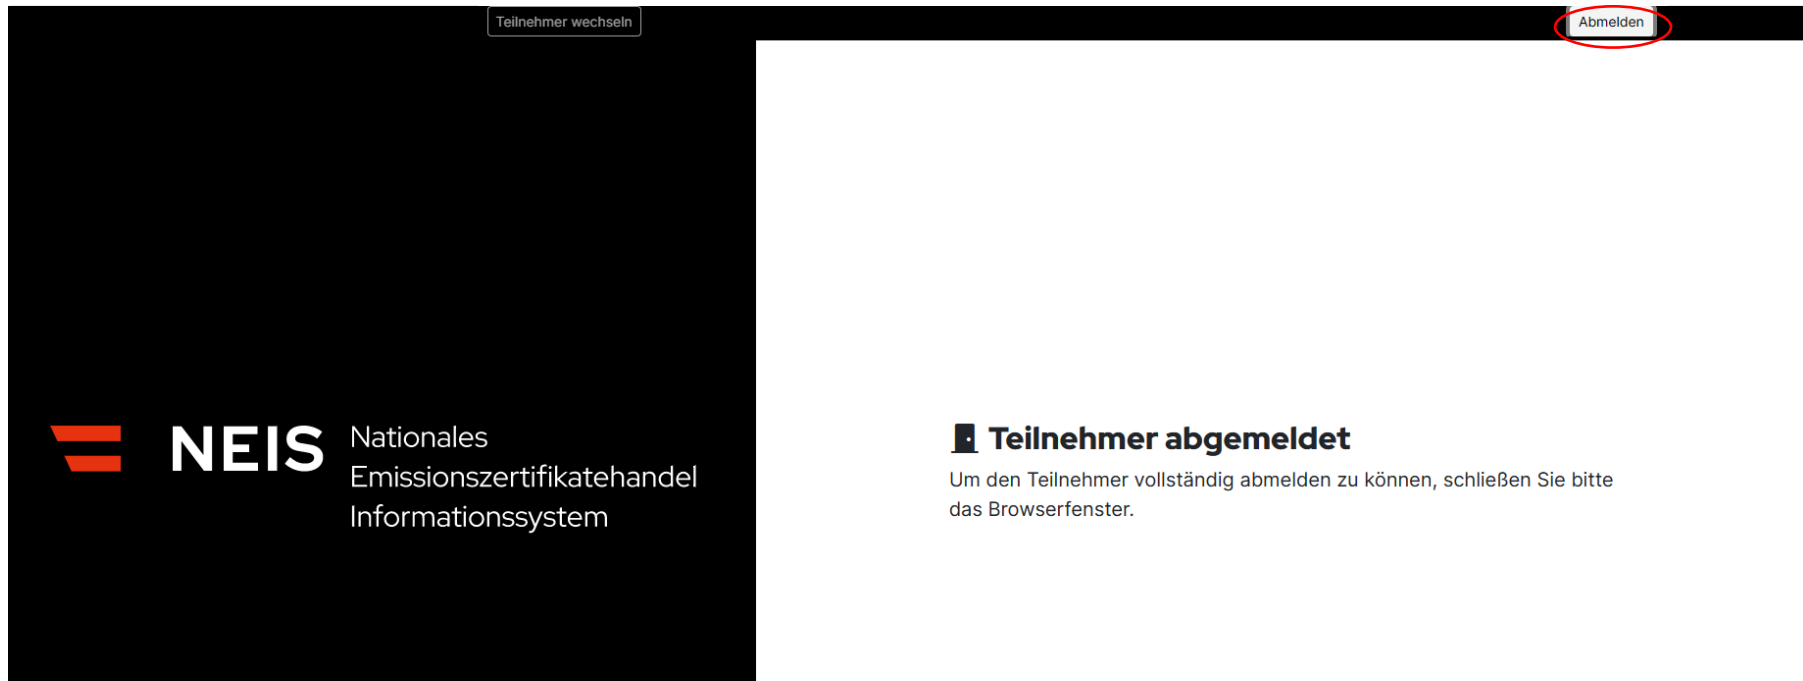 Teilnehmer wechseln
Abmelden
NEIS
Nationales
Emissionszertifikatehandel
Informationssystem
Teilnehmer abgemeldet
Um den Teilnehmer vollständig abmelden zu können, schließen Sie bitte
das Browserfenster.